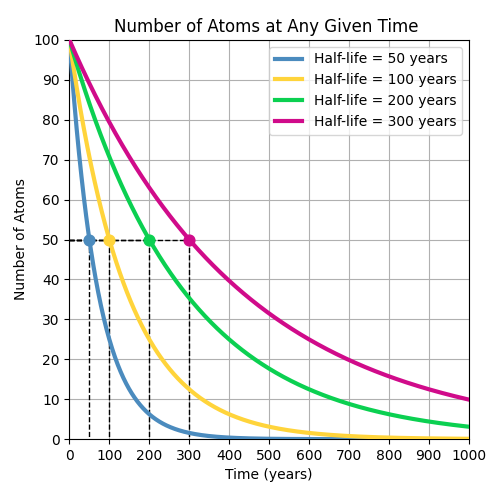 Number of Atoms at Any Given Time
Half-life = 50 years
Half-life = 100 years
Half-life = 200 years
Half-life = 300 years
Number of Atoms
100
90
80
70
60
50
40
30
20
10
0
0 100 200 300 400 500 600 700 800 900 1000
Time (years)